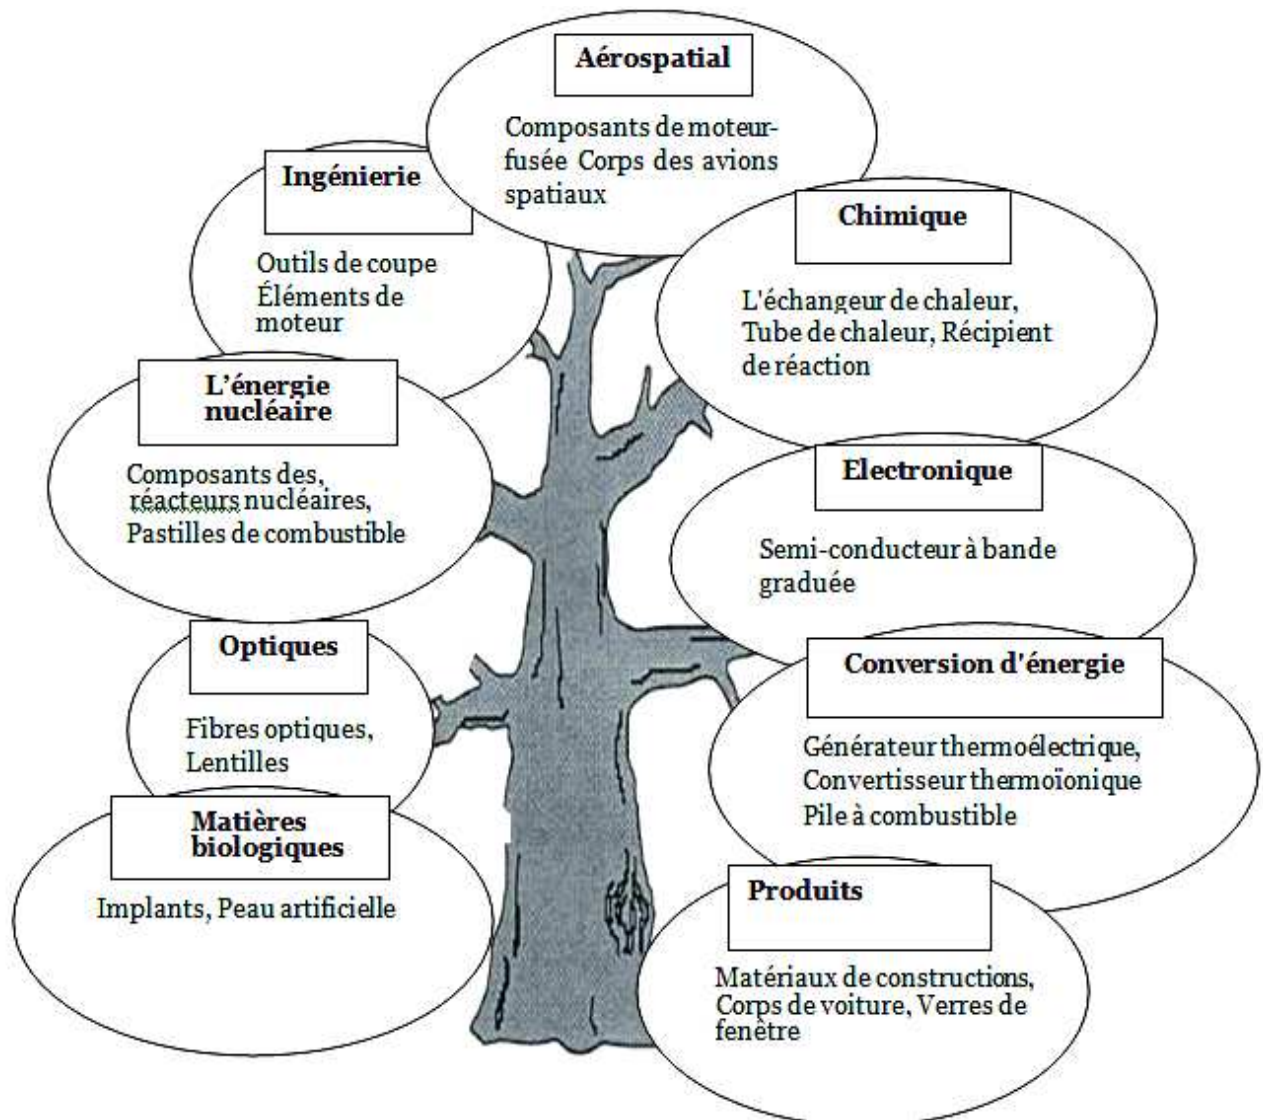 Aérospatial
Composants de moteur-
fusée Corps des avions
spatiaux
Ingénierie
Outils de coupe
Éléments de
moteur
Chimique
L'échangeur de chaleur,
Tube de chaleur, Récipient
de réaction
L'énergie
nucléaire
Composants des,
réacteurs nucléaires,
Pastilles de combustible
Electronique
Semi-conducteur à bande
graduée
Optiques
Fibres optiques,
Lentilles
Conversion d'énergie
Générateur thermoélectrique,
Convertisseur thermoïonique
Pile à combustible
Matières
biologiques
Implants, Peau artificielle
Produits
Matériaux de constructions,
Corps de voiture, Verres de
fenêtre